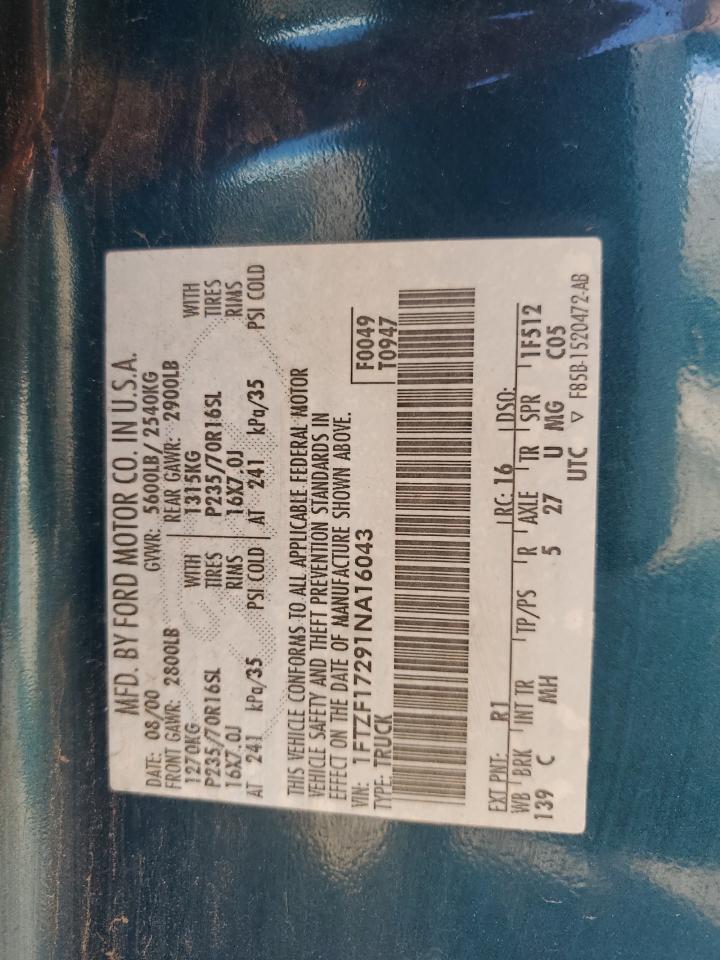 MFD. BY FORD MOTOR CO. IN U.S.A.
DATE: 08/00 GVWR: 5600LB/ 2540KG
FRONT GAWR: 2800LB REAR GAWR: 2900LB
1270KG WITH 1315KG WITH
P235/70R16SL TIRES P235/70R16SL TIRES
16X7.0J RIMS 16X7.0J RIMS
AT 241 kPa/35 PSI COLD AT 241 kPa/35 PSI COLD
THIS VEHICLE CONFORMS TO ALL APPLICABLE FEDERAL MOTOR
VEHICLE SAFETY AND THEFT PREVENTION STANDARDS IN
EFFECT ON THE DATE OF MANUFACTURE SHOWN ABOVE.
VIN: 1FTZF17291NA16043 F0049
TYPE: TRUCK T0947
EXT PNT: R1 RC: 16 DSO:
WB BRK INT TR TP/PS R AXLE TR SPR 1F512
139 C MH 5 27 U MG C05
UTC ▽ F85B-1520472-AB